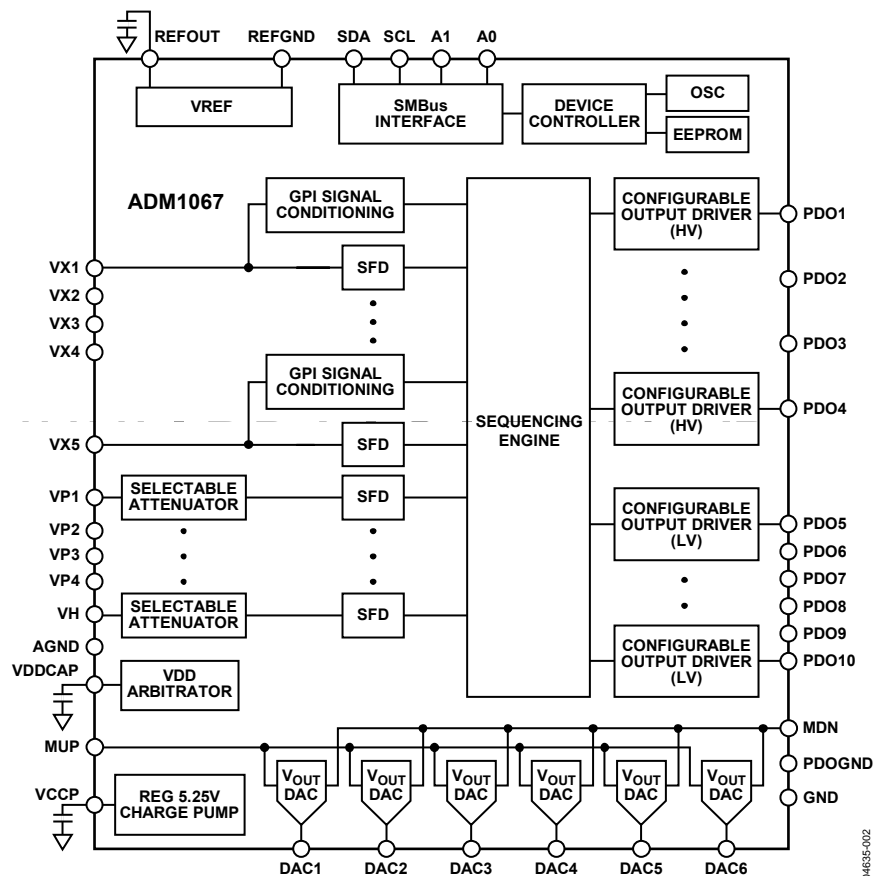 REFOUT REFGND SDA SCL A1 A0
VREF
SMBus
INTERFACE
DEVICE
CONTROLLER
OSC
EEPROM
ADM1067
GPI SIGNAL
CONDITIONING
SFD
GPI SIGNAL
CONDITIONING
SFD
SELECTABLE
ATTENUATOR
SFD
SELECTABLE
ATTENUATOR
SFD
VX1
VX2
VX3
VX4
VX5
VP1
VP2
VP3
VP4
VH
AGND
VDDCAP
VDD
ARBITRATOR
MUP
VCCP
REG 5.25V
CHARGE PUMP
SEQUENCING
ENGINE
CONFIGURABLE
OUTPUT DRIVER
(HV)
CONFIGURABLE
OUTPUT DRIVER
(HV)
CONFIGURABLE
OUTPUT DRIVER
(LV)
CONFIGURABLE
OUTPUT DRIVER
(LV)
PDO1
PDO2
PDO3
PDO4
PDO5
PDO6
PDO7
PDO8
PDO9
PDO10
MDN
PDOGND
GND
VOUT
DAC
VOUT
DAC
VOUT
DAC
VOUT
DAC
VOUT
DAC
VOUT
DAC
DAC1 DAC2 DAC3 DAC4 DAC5 DAC6